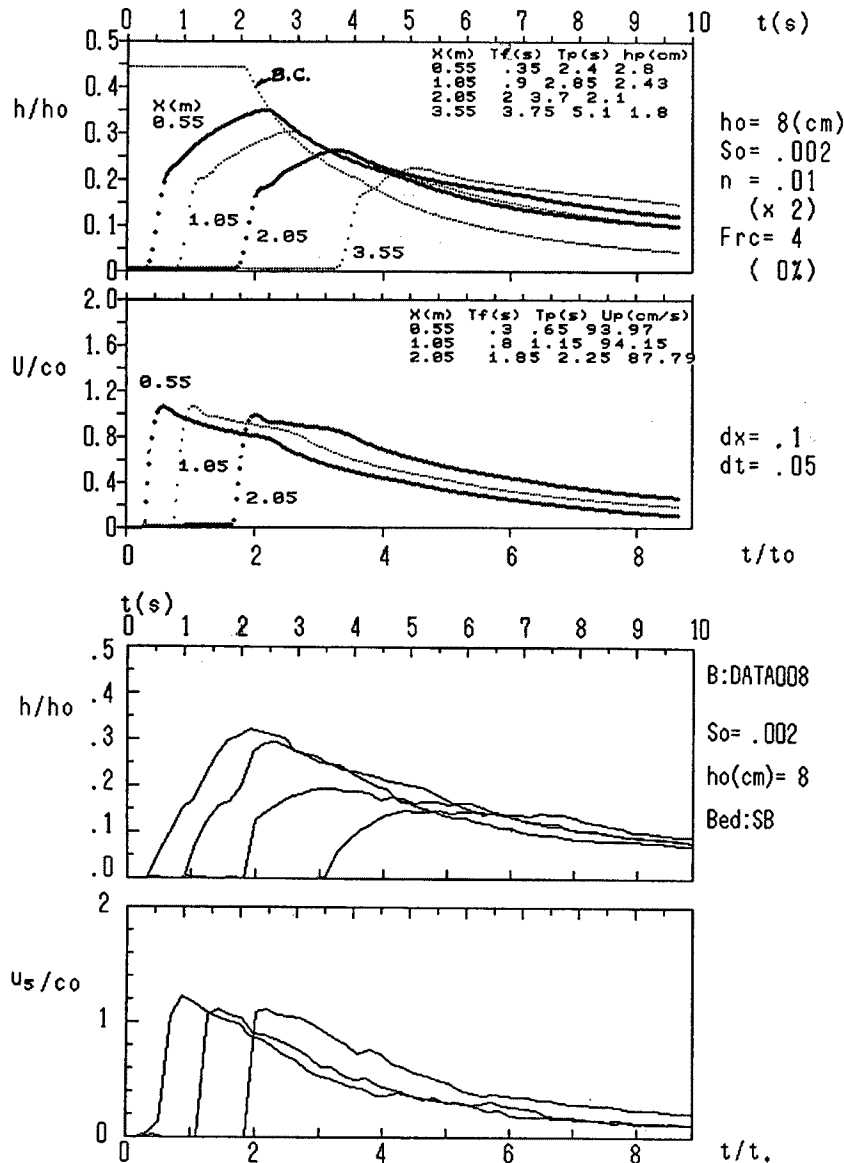 0 1 2 3 4 5 6 7 8 9 10 t(s)
0.5
0.4
h/ho
0.3
0.2
0.1
0
B.C.
X(m) Tf(s) Tp(s) hp(cm)
0.55 .35 2.4 2.8
1.05 .9 2.85 2.43
2.05 2 3.7 2.1
3.55 3.75 5.1 1.8
X(m)
0.55
1.05
2.05
3.55
ho= 8(cm)
So= .002
n = .01
(x 2)
Frc= 4
( 0%)
2.0
1.6
U/co
1.2
0.8
0.4
0
X(m) Tf(s) Tp(s) Up(cm/s)
0.55 .3 .65 93.97
1.05 .8 1.15 94.15
2.05 1.85 2.25 87.79
0.55
1.05
2.05
dx= .1
dt= .05
0 2 4 6 8 t/to
t(s)
0 1 2 3 4 5 6 7 8 9 10
.5
.4
h/ho
.3
.2
.1
.0
B:DATA008
So= .002
ho(cm)= 8
Bed:SB
2
u5/co
1
0
0 2 4 6 8 t/t.